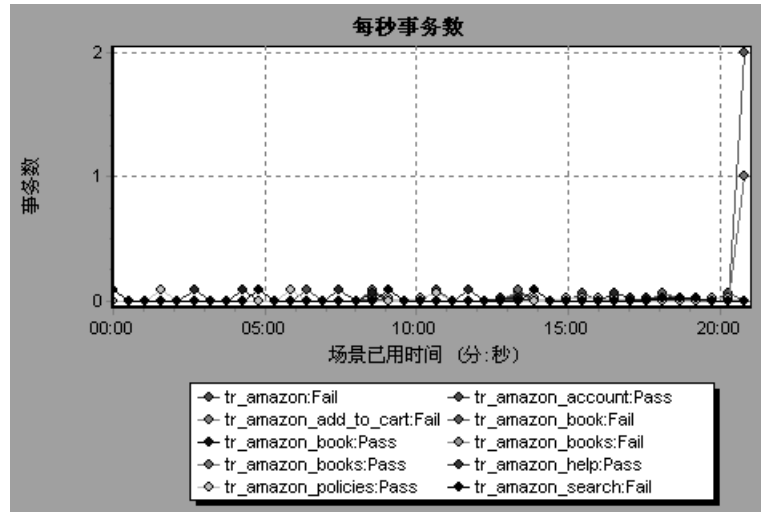 每秒事务数
2
1
0
事务数
00:00 05:00 10:00 15:00 20:00
场景已用时间 (分:秒)
tr_amazon:Fail tr_amazon_account:Pass
tr_amazon_add_to_cart:Fail tr_amazon_book:Fail
tr_amazon_book:Pass tr_amazon_books:Fail
tr_amazon_books:Pass tr_amazon_help:Pass
tr_amazon_policies:Pass tr_amazon_search:Fail